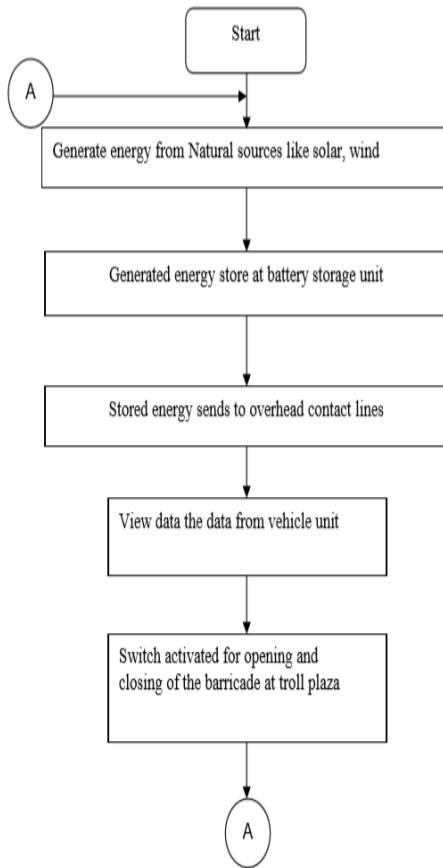 Start
A
Generate energy from Natural sources like solar, wind
Generated energy store at battery storage unit
Stored energy sends to overhead contact lines
View data the data from vehicle unit
Switch activated for opening and
closing of the barricade at troll plaza
A